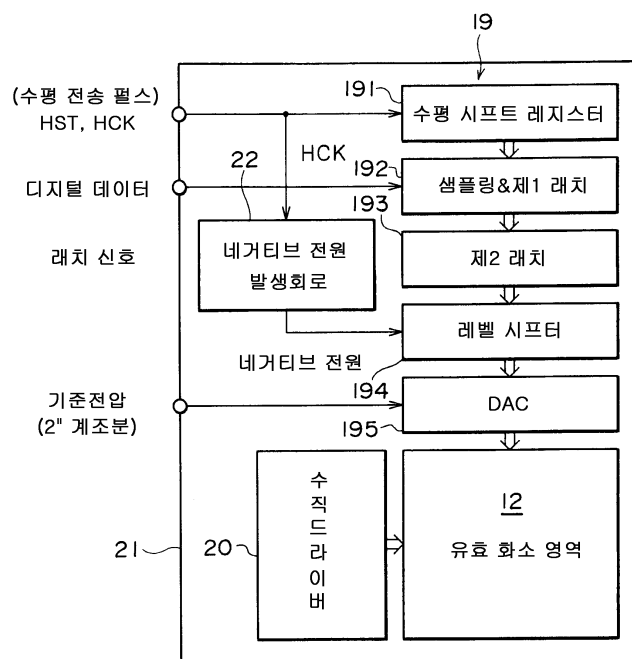 19
(수평 전송 펄스)
HST, HCK
191
수평 시프트 레지스터
HCK
192
디지털 데이터
샘플링&제1 래치
22
193
래치 신호
네거티브 전원
발생회로
제2 래치
레벨 시프터
네거티브 전원
194
기준전압
(2" 계조분)
DAC
195
수직드라이버
12
유효 화소 영역
20
21